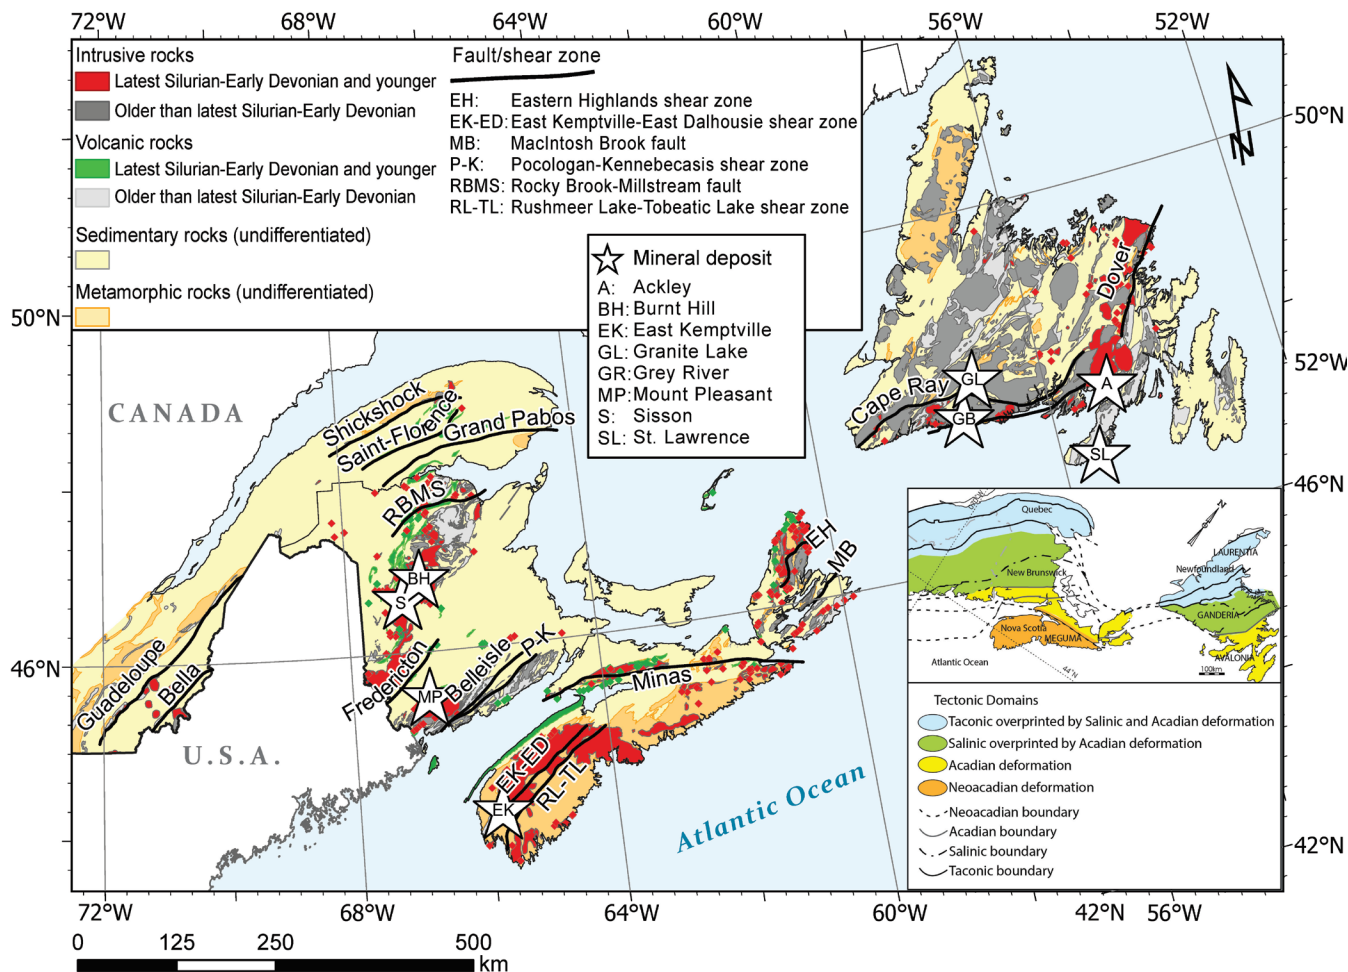 72°W
68°W
64°W
60°W
56°W
52°W
Intrusive rocks
Latest Silurian-Early Devonian and younger
Older than latest Silurian-Early Devonian
Volcanic rocks
Latest Silurian-Early Devonian and younger
Older than latest Silurian-Early Devonian
Sedimentary rocks (undifferentiated)
Metamorphic rocks (undifferentiated)
Fault/shear zone
EH: Eastern Highlands shear zone
EK-ED: East Kemptville-East Dalhousie shear zone
MB: MacIntosh Brook fault
P-K: Pocologan-Kennebecasis shear zone
RBMS: Rocky Brook-Millstream fault
RL-TL: Rushmeer Lake-Tobeatic Lake shear zone
Mineral deposit
A: Ackley
BH: Burnt Hill
EK: East Kemptville
GL: Granite Lake
GR: Grey River
MP: Mount Pleasant
S: Sisson
SL: St. Lawrence
N
50°N
50°N
52°W
46°N
46°N
42°N
Dover
Cape Ray
GL
GB
A
SL
CANADA
Shickshock
Saint-Florence
Grand Pabos
RBMS
BH
S
EH
MB
Guadeloupe
Bella
Fredericton
MP
Belleisle
P-K
Minas
U.S.A.
EK-ED
RL-TL
EK
Atlantic Ocean
Quebec
N
LAURENTIA
New Brunswick
Newfoundland
GANDERIA
Nova Scotia
MEGUMA
AVALONIA
Atlantic Ocean
44°N
100km
Tectonic Domains
Taconic overprinted by Salinic and Acadian deformation
Salinic overprinted by Acadian deformation
Acadian deformation
Neoacadian deformation
Neoacadian boundary
Acadian boundary
Salinic boundary
Taconic boundary
72°W
68°W
64°W
60°W
42°N
56°W
0
125
250
500
km